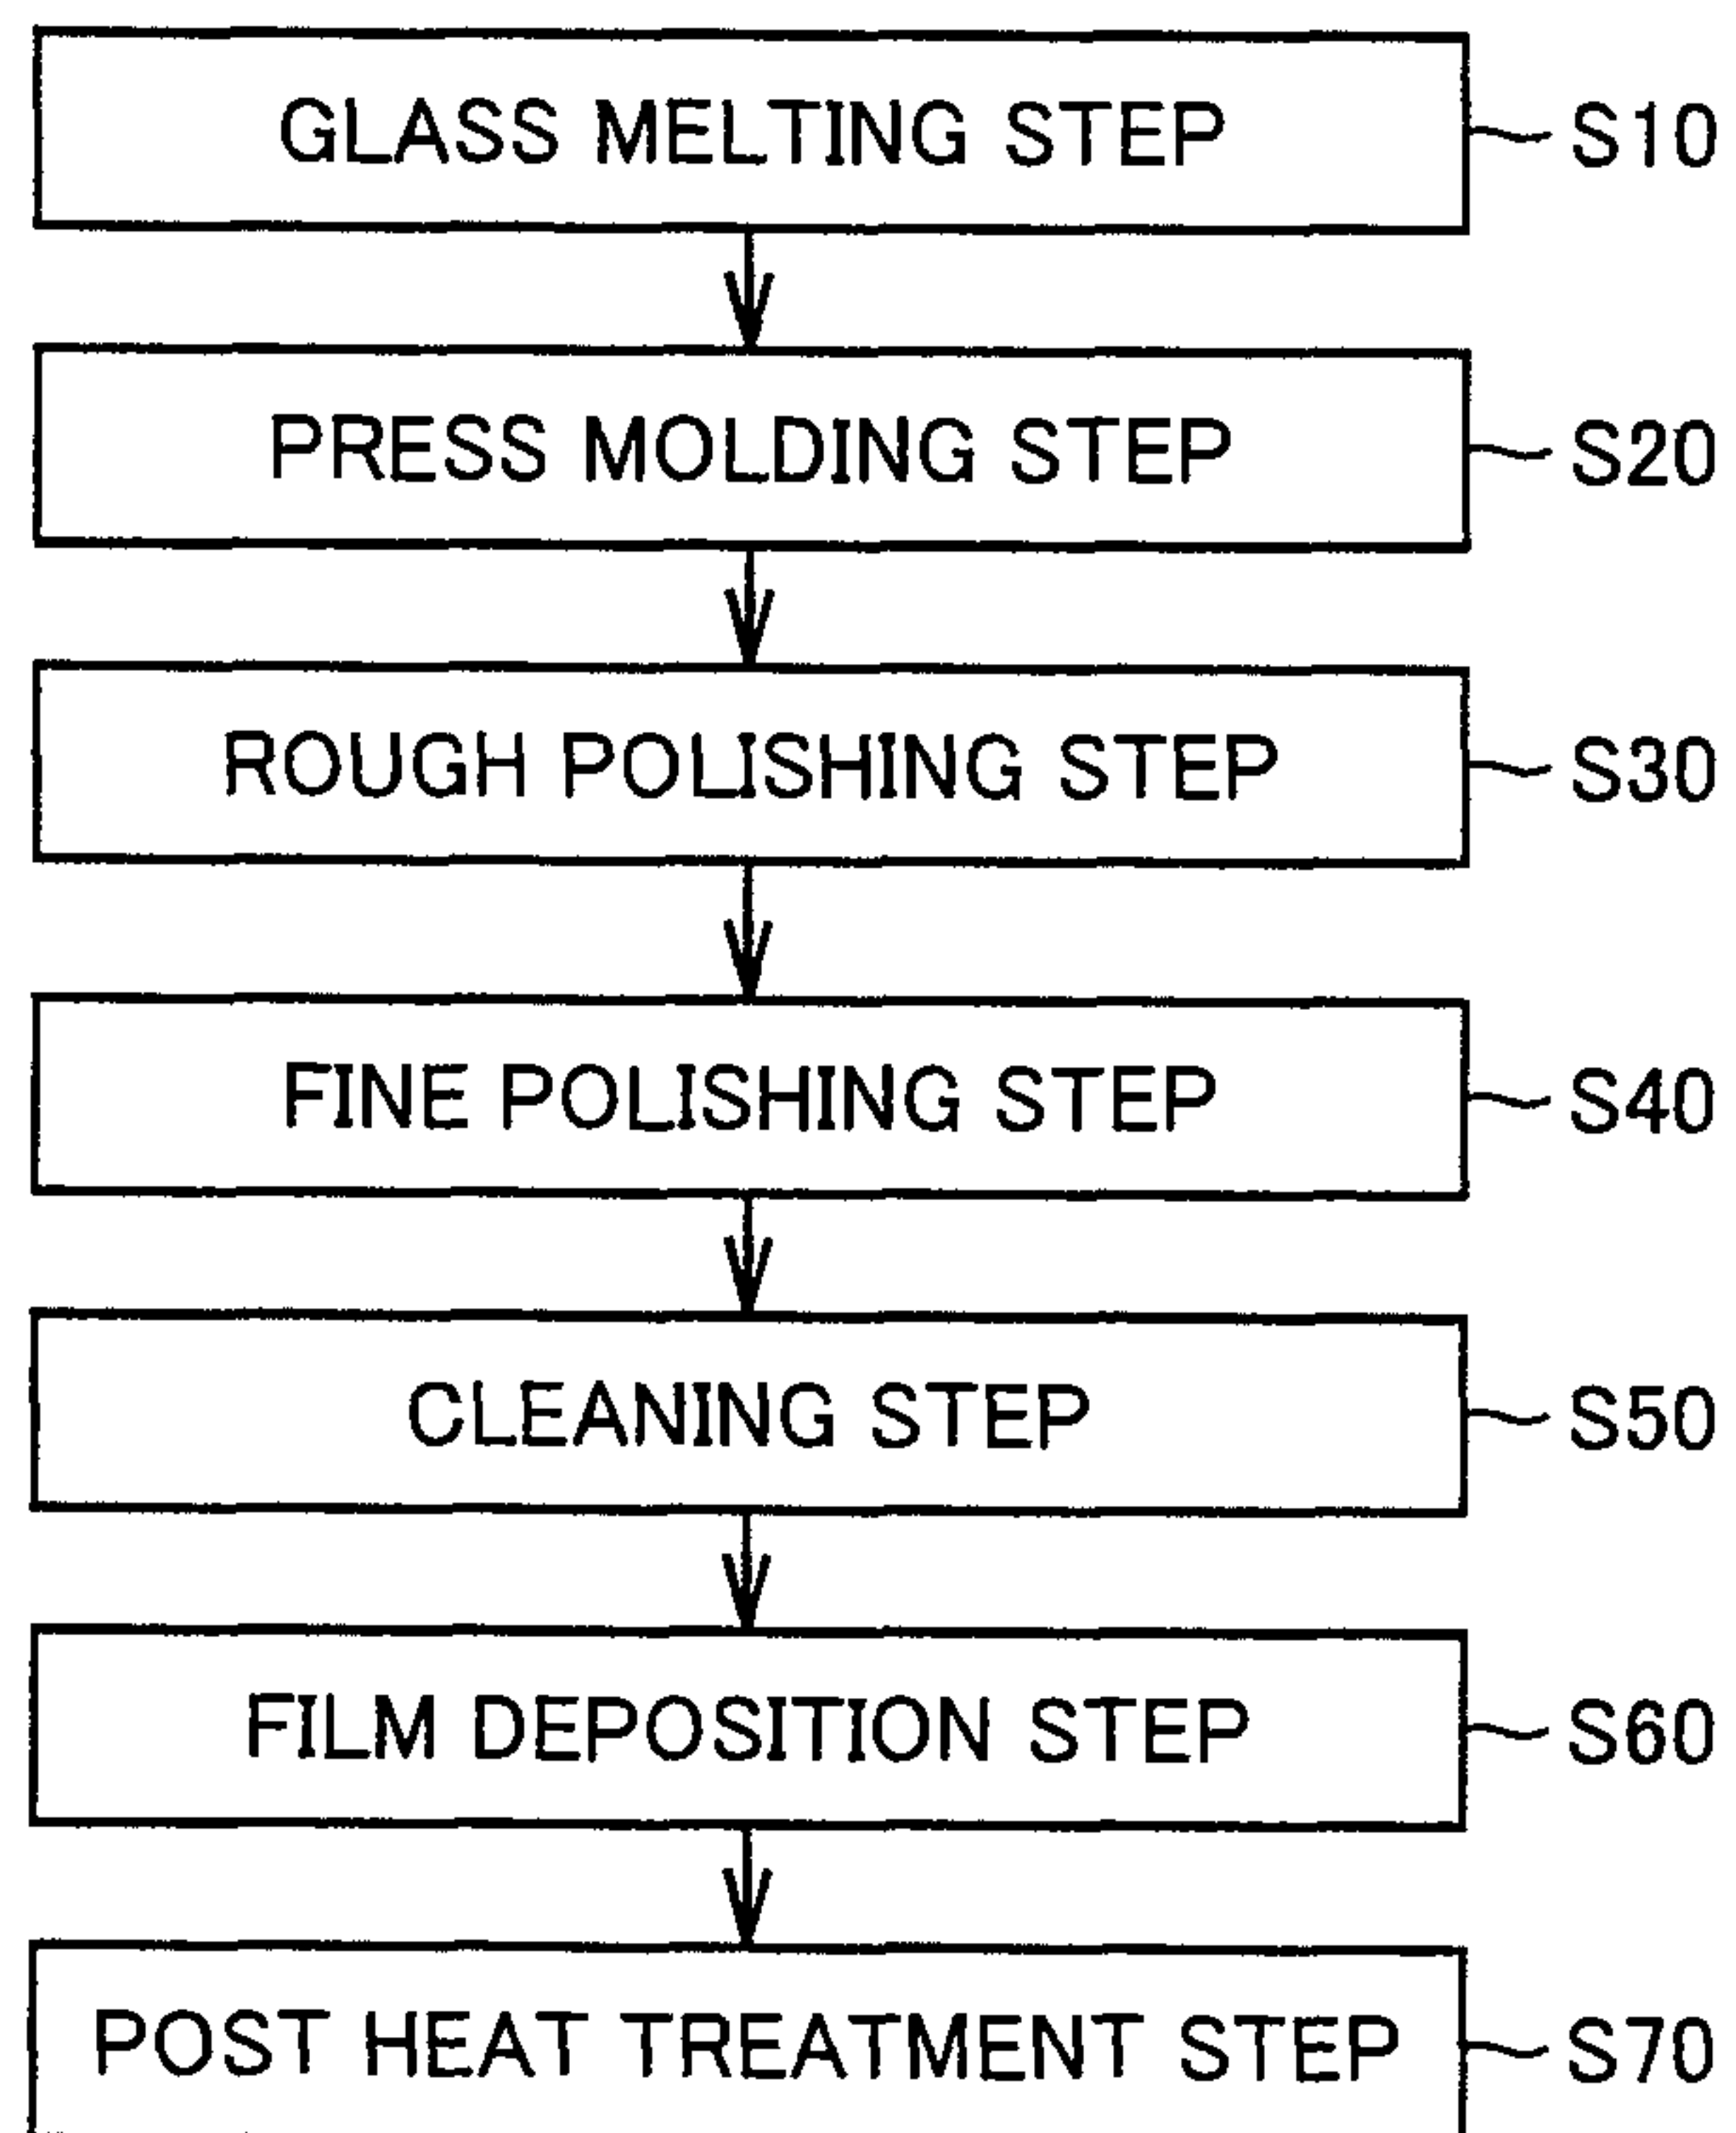 GLASS MELTING STEP S10
PRESS MOLDING STEP S20
ROUGH POLISHING STEP S30
FINE POLISHING STEP S40
CLEANING STEP S50
FILM DEPOSITION STEP S60
POST HEAT TREATMENT STEP S70